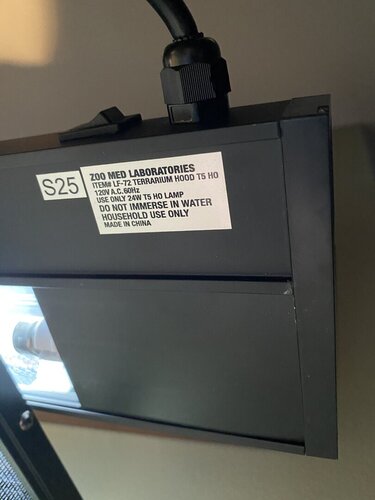 S25
ZOO MED LABORATORIES
ITEM# LF-72 TERRARIUM HOOD T5 HO
120V A.C. 60Hz
USE ONLY 24W T5 HO LAMP
DO NOT IMMERSE IN WATER
HOUSEHOLD USE ONLY
MADE IN CHINA